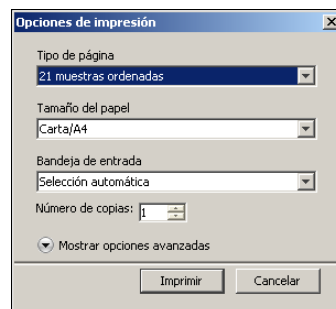 Opciones de impresión
Tipo de página
21 muestras ordenadas
Tamaño del papel
Carta/A4
Bandeja de entrada
Selección automática
Número de copias: 1
Mostrar opciones avanzadas
Imprimir Cancelar